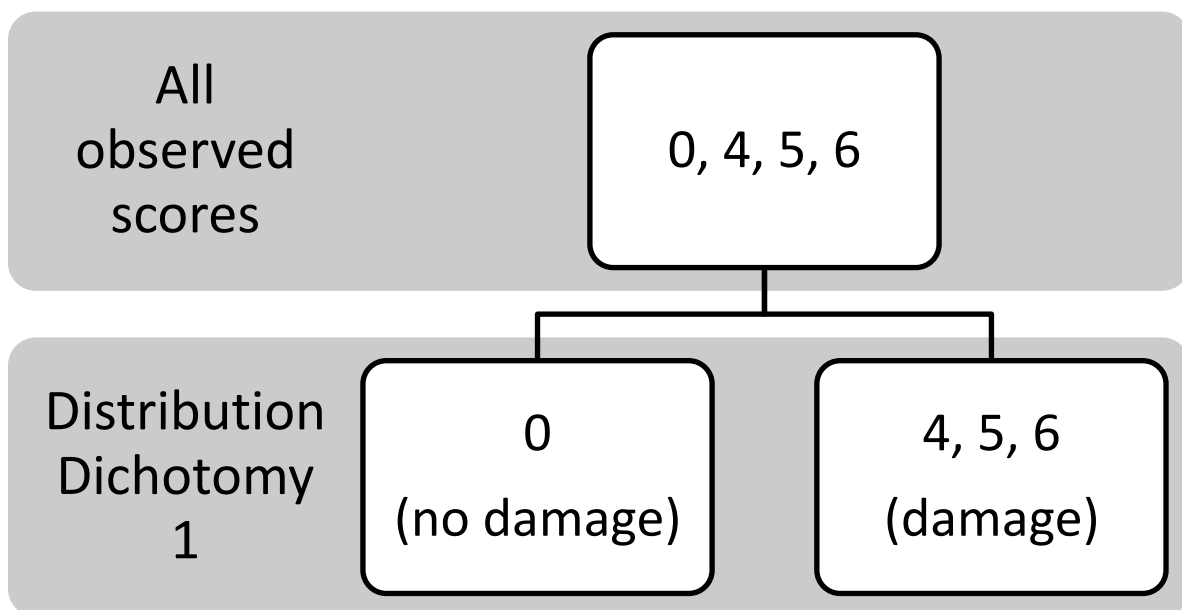 All
observed
scores
0, 4, 5, 6
Distribution
Dichotomy
1
0
(no damage)
4, 5, 6
(damage)